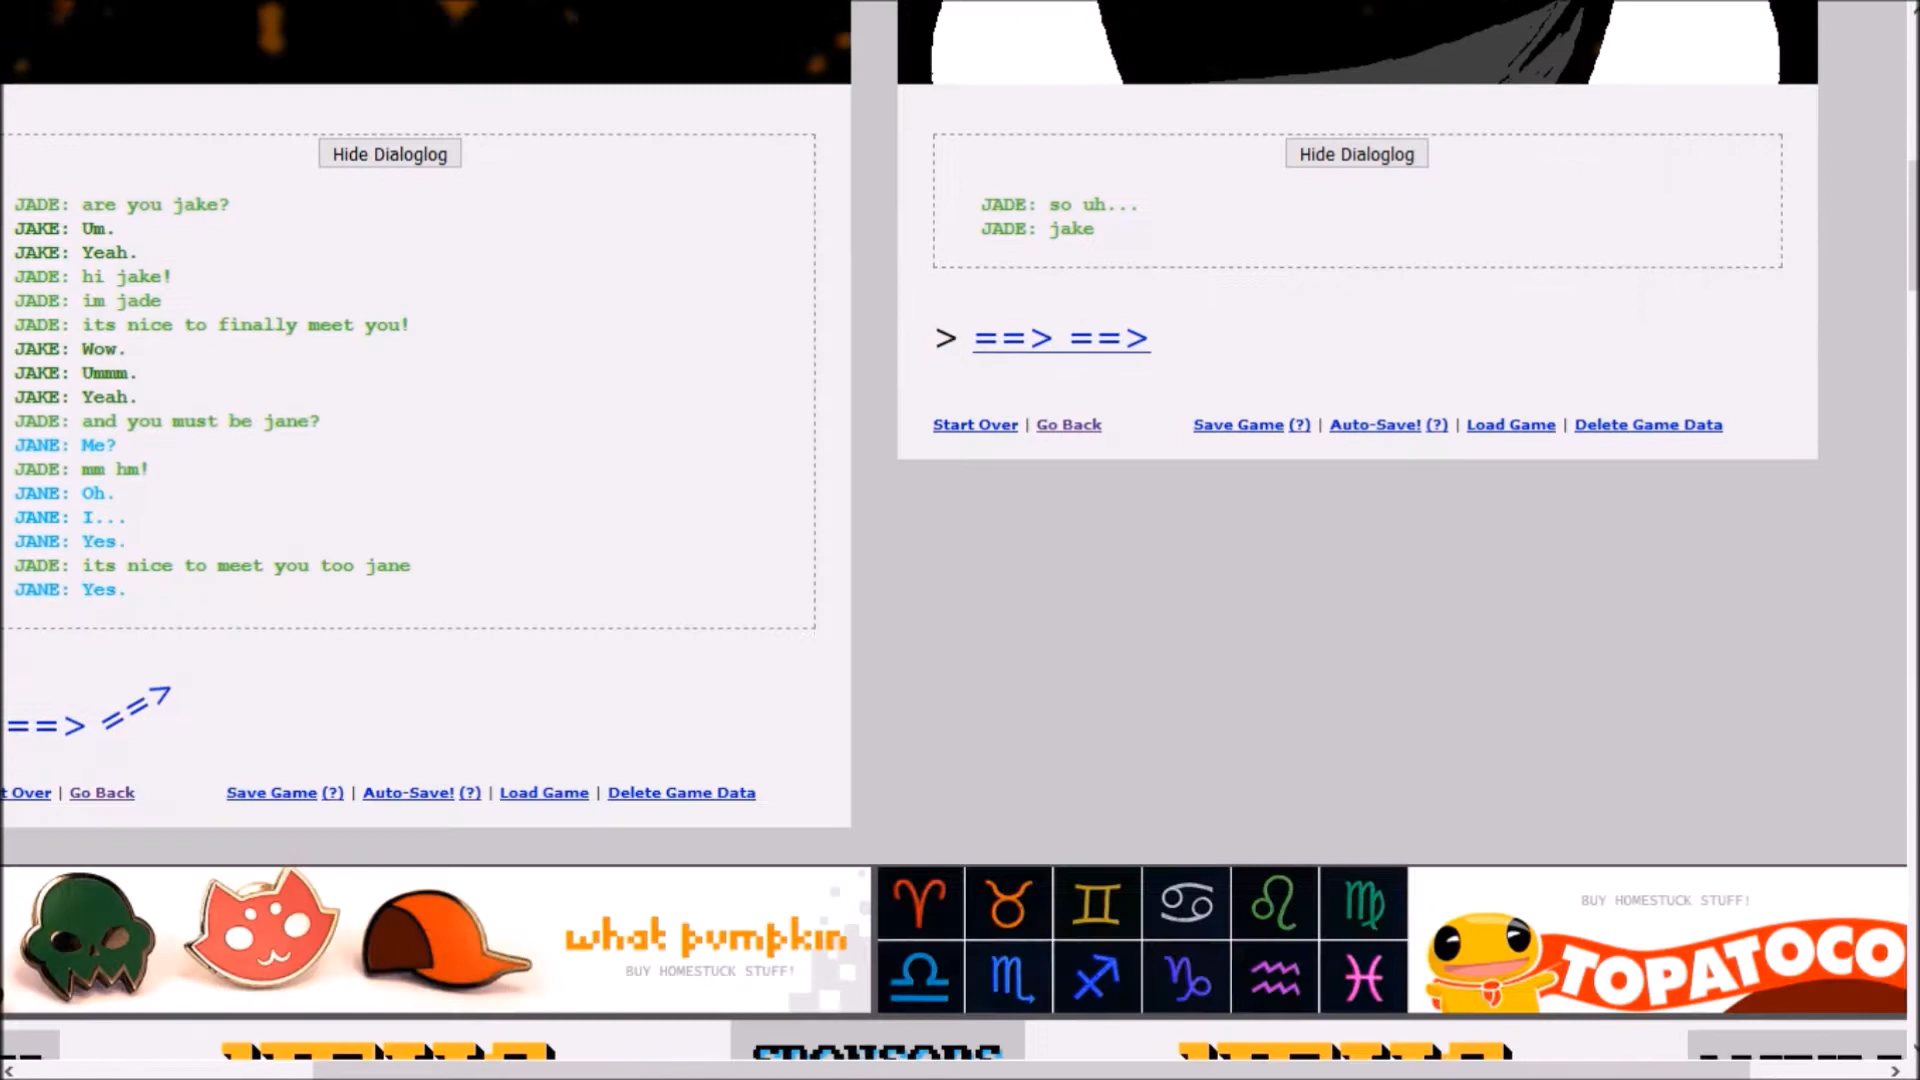 Hide Dialoglog
JADE: are you jake?
JAKE: Um.
JAKE: Yeah.
JADE: hi jake!
JADE: im jade
JADE: its nice to finally meet you!
JAKE: Wow.
JAKE: Ummm.
JAKE: Yeah.
JADE: and you must be jane?
JANE: Me?
JADE: mm hm!
JANE: Oh.
JANE: I...
JANE: Yes.
JADE: its nice to meet you too jane
JANE: Yes.
==> ==>
t Over | Go Back
Save Game (?) | Auto-Save! (?) | Load Game | Delete Game Data
Hide Dialoglog
JADE: so uh...
JADE: jake
> ==> ==>
Start Over | Go Back
Save Game (?) | Auto-Save! (?) | Load Game | Delete Game Data
what pumpkin
BUY HOMESTUCK STUFF!
♈ ♉ ♊ ♋ ♌ ♍
♎ ♏ ♐ ♑ ♒ ♓
BUY HOMESTUCK STUFF!
TOPATOCO
SPONSORS